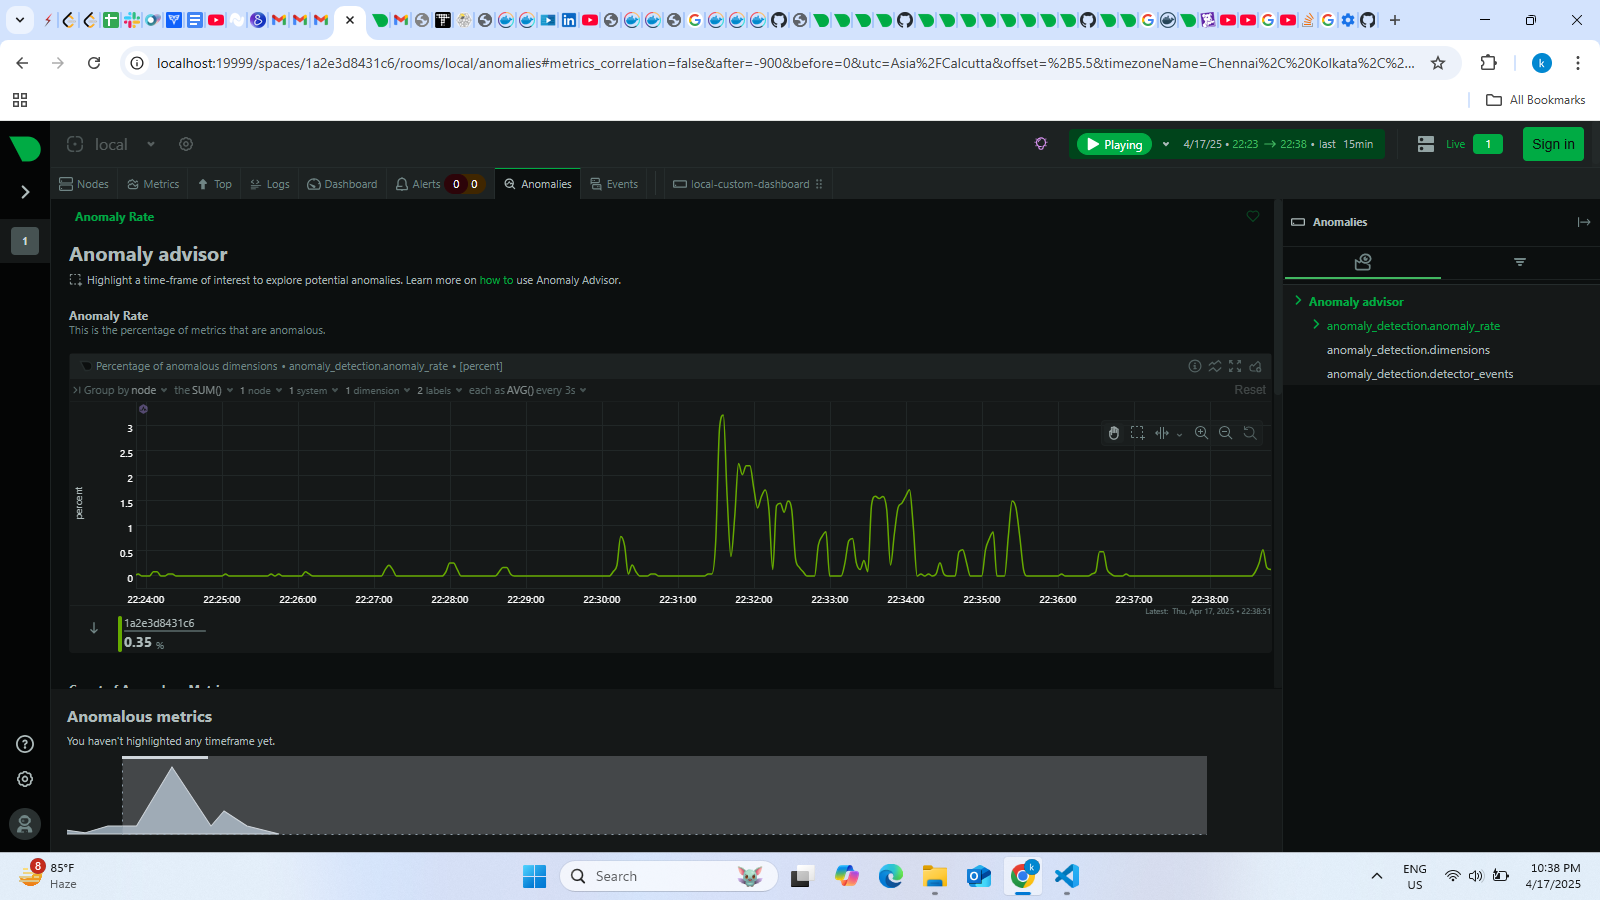 localhost:19999/spaces/1a2e3d8431c6/rooms/local/anomalies#metrics_correlation=false&after=-900&before=0&utc=Asia%2FCalcutta&offset=%2B5.5&timezoneName=Chennai%2C%20Kolkata%2C%2...
k
All Bookmarks
local
Playing
4/17/25 • 22:23 → 22:38 • last 15min
Live
1
Sign in
Nodes
Metrics
Top
Logs
Dashboard
Alerts
0
0
Anomalies
Events
local-custom-dashboard
1
Anomaly Rate
Anomaly advisor
Highlight a time-frame of interest to explore potential anomalies. Learn more on how to use Anomaly Advisor.
Anomaly Rate
This is the percentage of metrics that are anomalous.
Percentage of anomalous dimensions • anomaly_detection.anomaly_rate • [percent]
Group by node the SUM() 1 node 1 system 1 dimension 2 labels each as AVG() every 3s
Reset
percent
3
2.5
2
1.5
1
0.5
0
22:24:00 22:25:00 22:26:00 22:27:00 22:28:00 22:29:00 22:30:00 22:31:00 22:32:00 22:33:00 22:34:00 22:35:00 22:36:00 22:37:00 22:38:00
Latest: Thu, Apr 17, 2025 • 22:38:51
1a2e3d8431c6
0.35 %
Anomalous metrics
You haven't highlighted any timeframe yet.
Anomalies
Anomaly advisor
anomaly_detection.anomaly_rate
anomaly_detection.dimensions
anomaly_detection.detector_events
8
85°F
Haze
Search
k
ENG
US
10:38 PM
4/17/2025